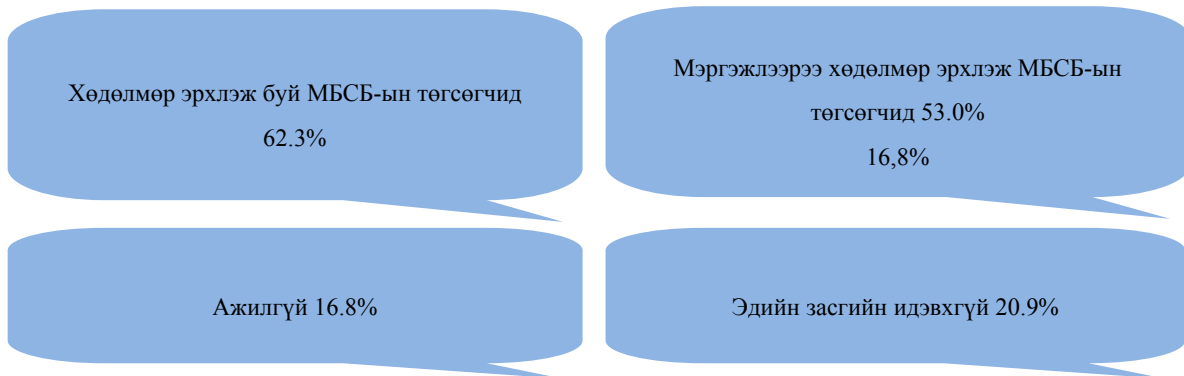 Хөдөлмөр эрхлэж буй МБСБ-ын төгсөгчид
62.3%
Мэргэжлээрээ хөдөлмөр эрхлэж МБСБ-ын
төгсөгчид 53.0%
16,8%
Ажилгүй 16.8%
Эдийн засгийн идэвхгүй 20.9%